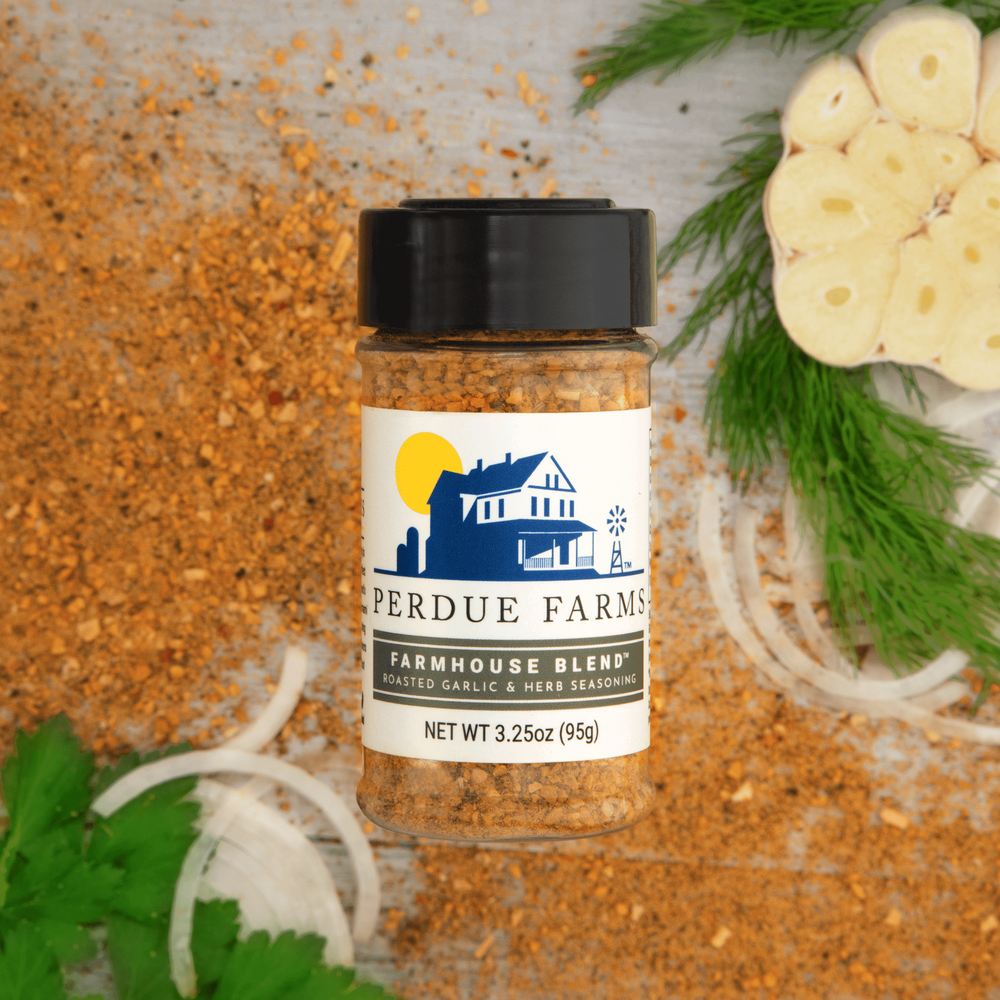 PERDUE FARMS
FARMHOUSE BLEND™
ROASTED GARLIC & HERB SEASONING
NET WT 3.25oz (95g)